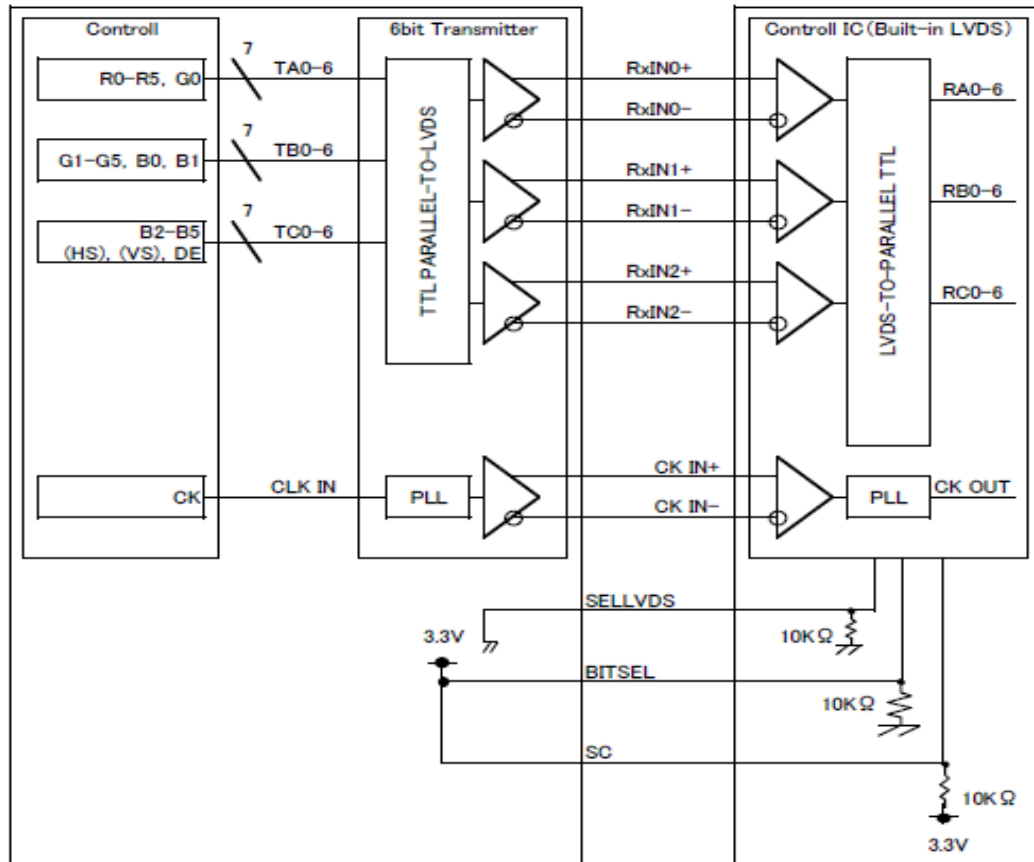 Controll
6bit Transmitter
Controll IC(Built-in LVDS)
R0-R5, G0
7
TA0-6
RxIN0+
RxIN0-
RA0-6
G1-G5, B0, B1
7
TB0-6
RxIN1+
RxIN1-
RB0-6
B2-B5
(HS), (VS), DE
7
TC0-6
RxIN2+
RxIN2-
RC0-6
TTL PARALLEL-TO-LVDS
LVDS-TO-PARALLEL TTL
CK
CLK IN
PLL
CK IN+
CK IN-
PLL
CK OUT
SELLVDS
10KΩ
3.3V
BITSEL
10KΩ
SC
10KΩ
3.3V